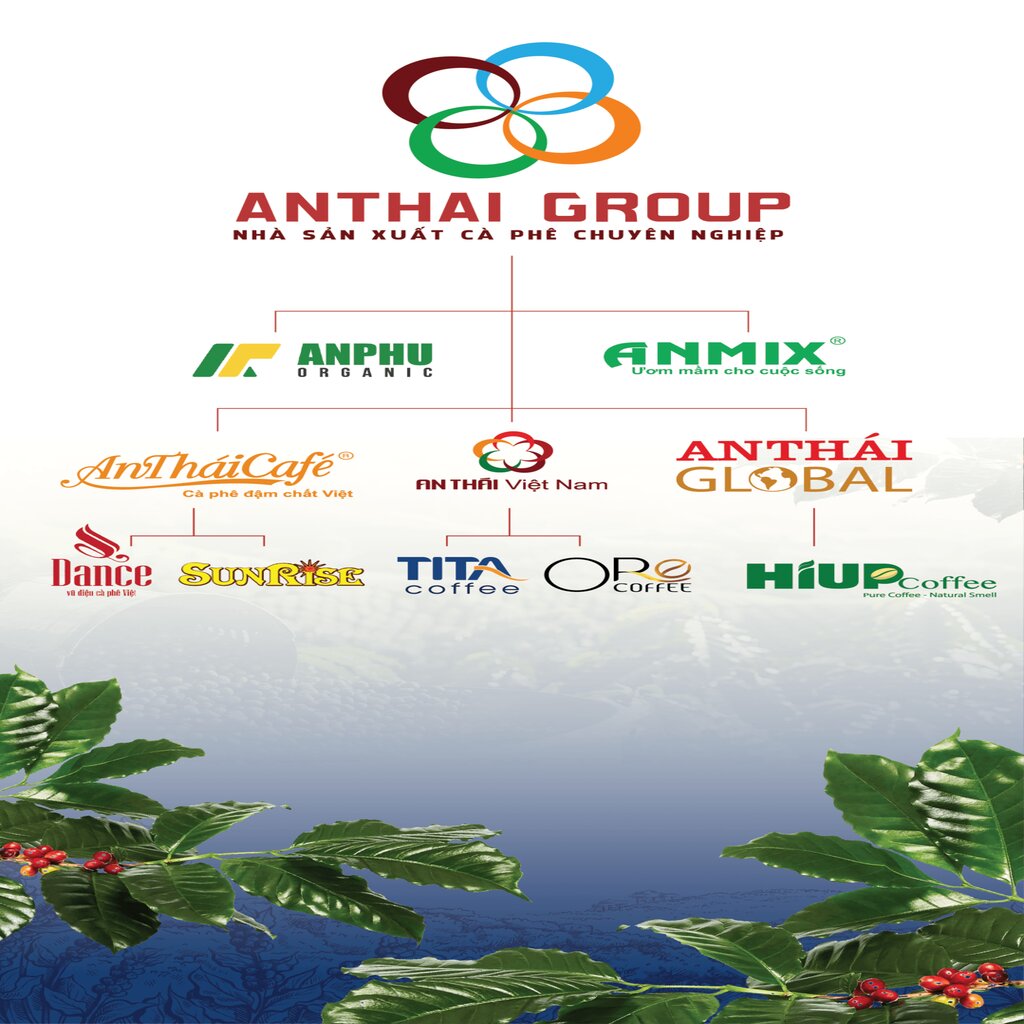 ANTHAI GROUP
NHÀ SẢN XUẤT CÀ PHÊ CHUYÊN NGHIỆP
ANPHU
ORGANIC
ANMIX®
Ươm mầm cho cuộc sống
AnTháiCafé®
Cà phê đậm chất Việt
AN THÁI Việt Nam
ANTHÁI
GLOBAL
Dance
vũ điệu cà phê Việt
SUNRISE
TITA
coffee
ORe
COFFEE
HiUP Coffee
Pure Coffee - Natural Smell